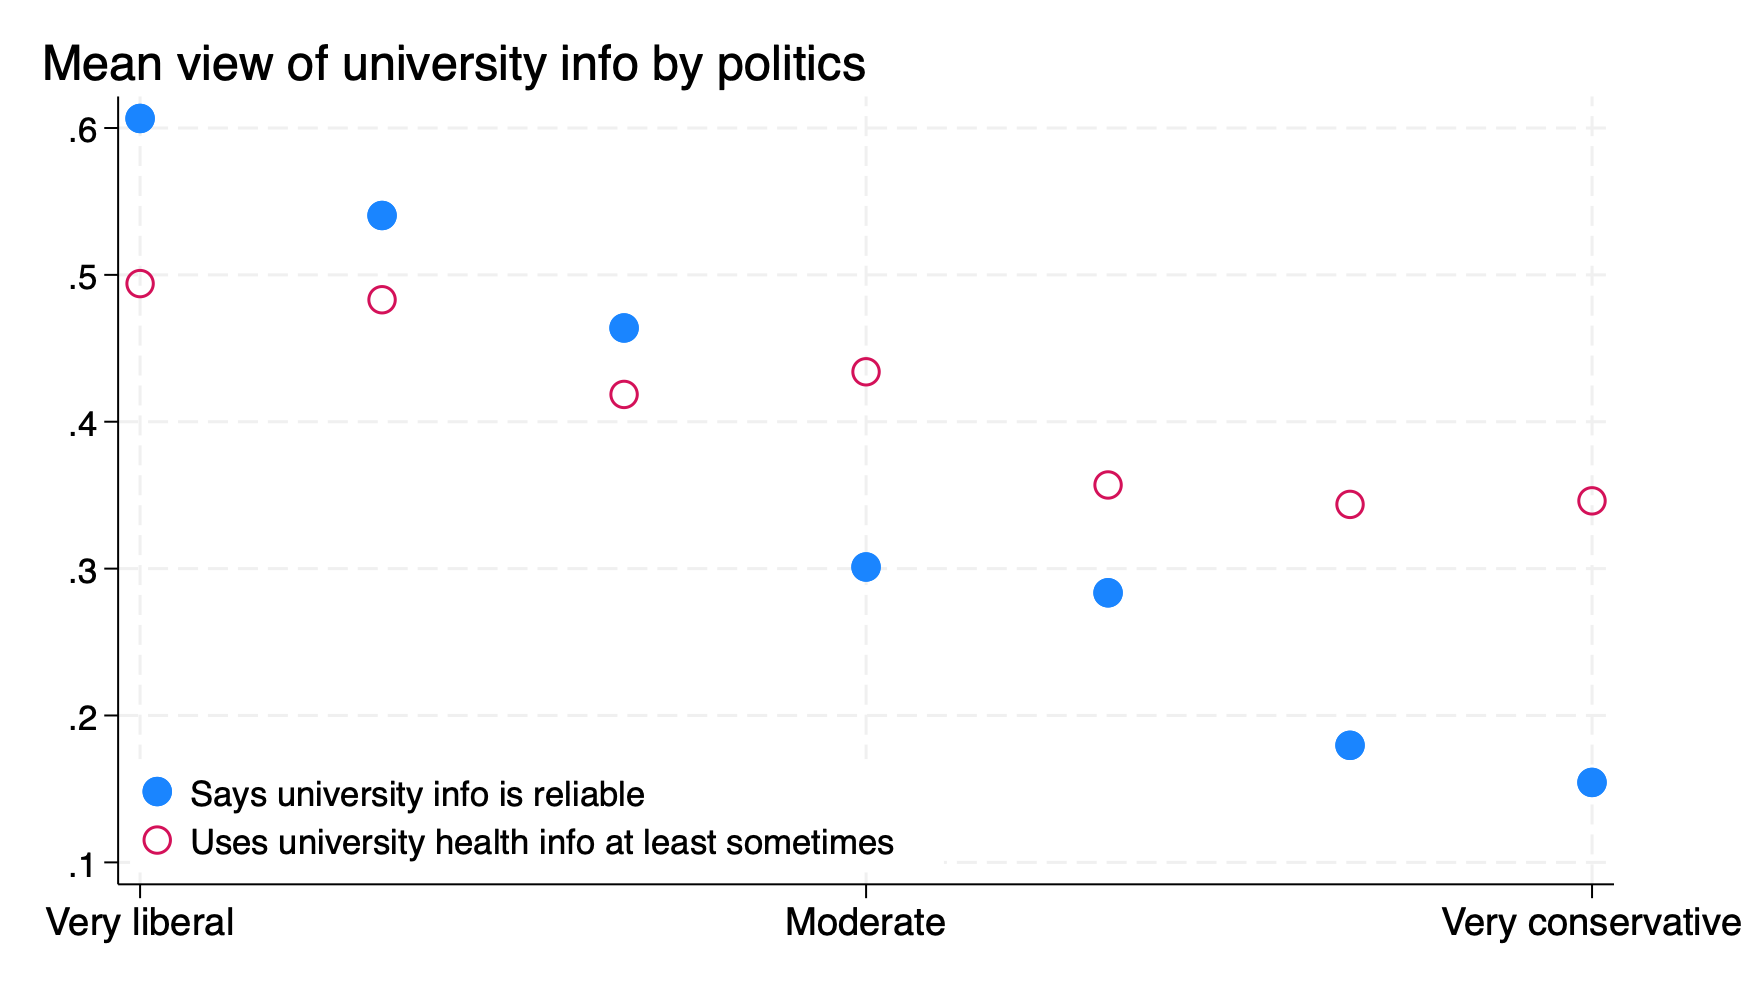 Mean view of university info by politics
.6
.5
.4
.3
.2
.1
Says university info is reliable
Uses university health info at least sometimes
Very liberal Moderate Very conservative